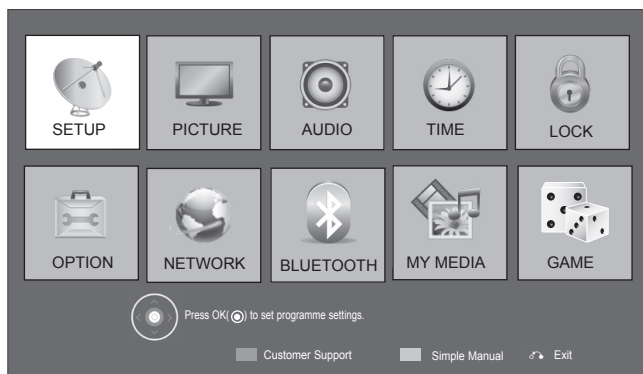 SETUP PICTURE AUDIO TIME LOCK
OPTION NETWORK BLUETOOTH MY MEDIA GAME
Press OK( ) to set programme settings.
Customer Support Simple Manual Exit